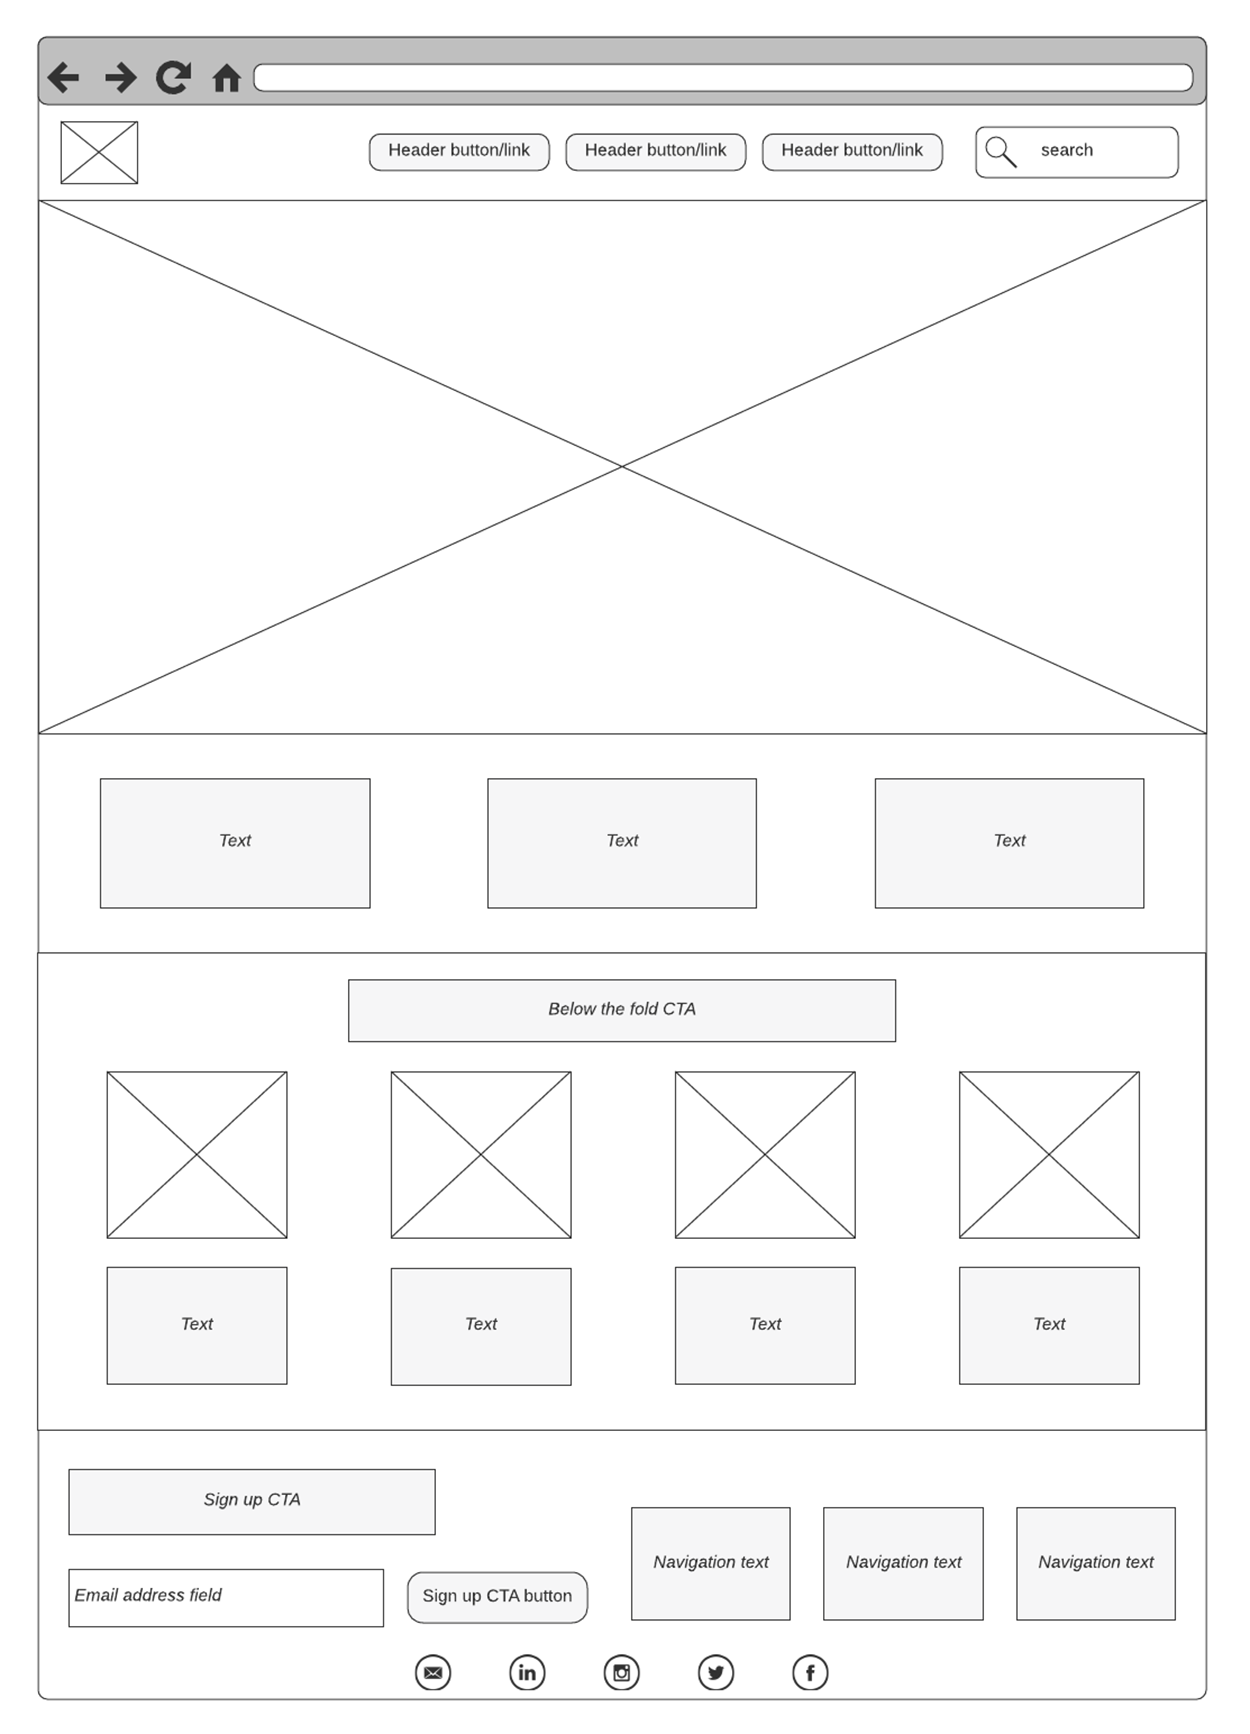 Header button/link
Header button/link
Header button/link
search
Text
Text
Text
Below the fold CTA
Text
Text
Text
Text
Sign up CTA
Email address field
Sign up CTA button
Navigation text
Navigation text
Navigation text
in
f